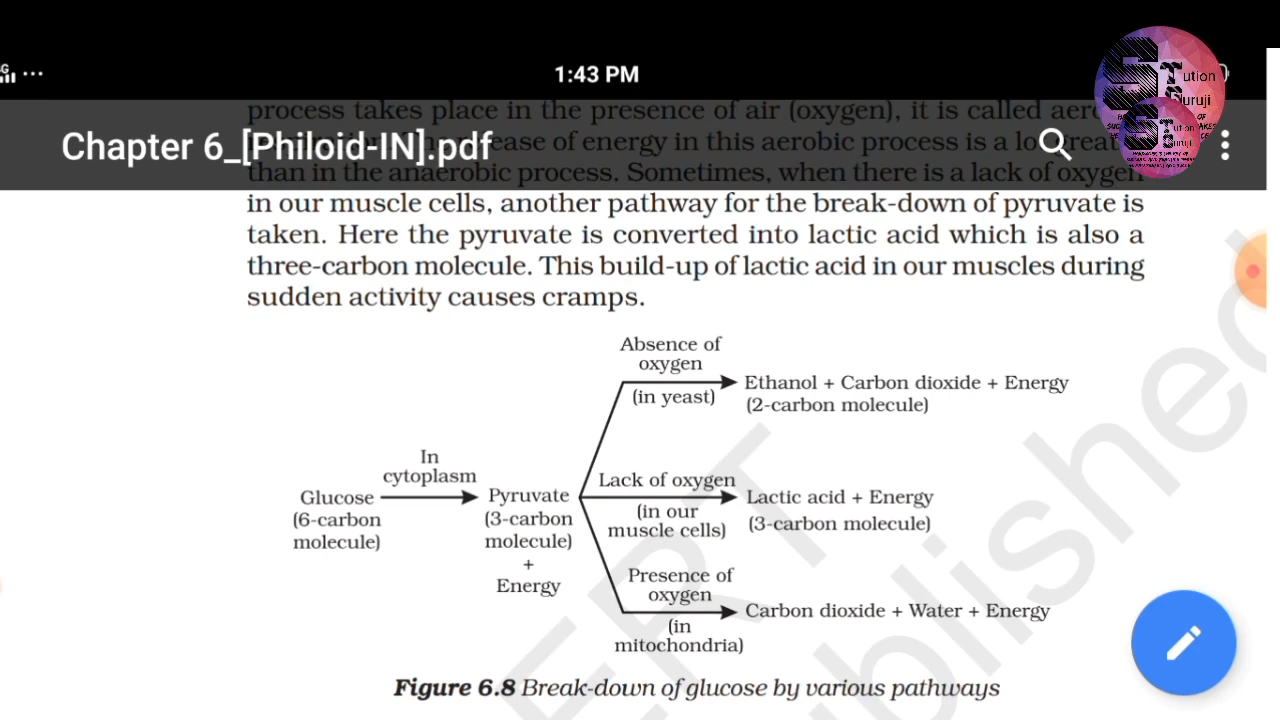 1:43 PM
process takes place in the presence of air (oxygen), it is called
Chapter 6_[Philoid-IN].pdf
ease of energy in this aerobic process is a lo
than in the anaerobic process. Sometimes, when there is a lack of oxygen
in our muscle cells, another pathway for the break-down of pyruvate is
taken. Here the pyruvate is converted into lactic acid which is also a
three-carbon molecule. This build-up of lactic acid in our muscles during
sudden activity causes cramps.
Absence of
oxygen
(in yeast)
Ethanol + Carbon dioxide + Energy
(2-carbon molecule)
In
cytoplasm
Glucose
(6-carbon
molecule)
Pyruvate
(3-carbon
molecule)
+
Energy
Lack of oxygen
(in our
muscle cells)
Lactic acid + Energy
(3-carbon molecule)
Presence of
oxygen
(in
mitochondria)
Carbon dioxide + Water + Energy
Figure 6.8 Break-down of glucose by various pathways
S Tution
Guruji